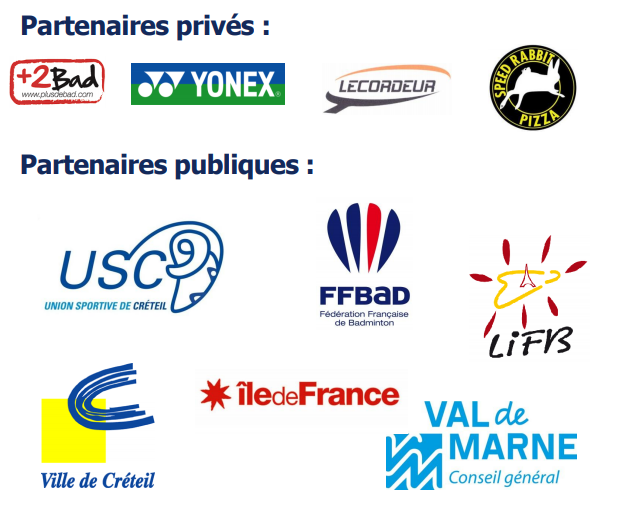 Partenaires privés :
+2Bad
www.plusdebad.com
YONEX®
LECORDEUR
SPEED RABBIT
PIZZA
Partenaires publiques :
USC
UNION SPORTIVE DE CRÉTEIL
FFBaD
Fédération Française
de Badminton
LiFB
îledeFrance
Ville de Créteil
VAL de
MARNE
Conseil général